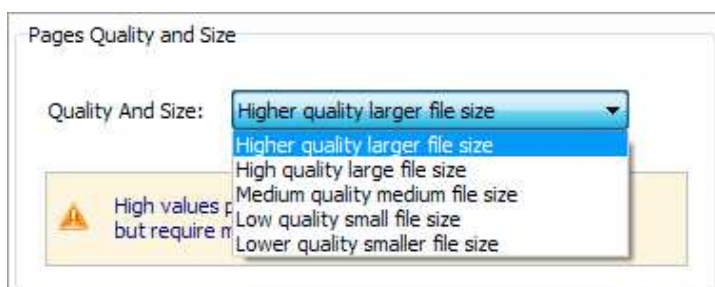 Pages Quality and Size
Quality And Size: Higher quality larger file size
Higher quality larger file size
High quality large file size
Medium quality medium file size
Low quality small file size
Lower quality smaller file size
High values
but require